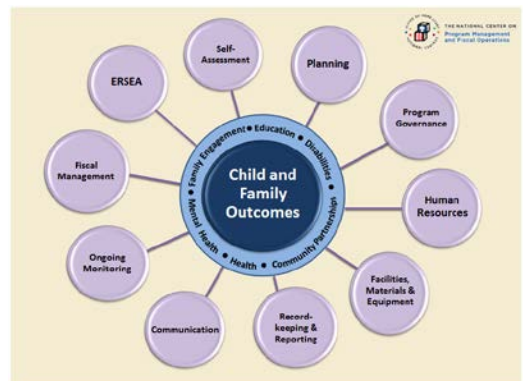 THE NATIONAL CENTER ON
Program Management
and Fiscal Operations
Self-
Assessment
Planning
ERSEA
Program
Governance
Fiscal
Management
Family Engagement • Education • Disabilities •
Child and
Family
Outcomes
Human
Resources
• Mental Health • Health • Community Partnerships
Ongoing
Monitoring
Facilities,
Materials &
Equipment
Communication
Record-
keeping &
Reporting